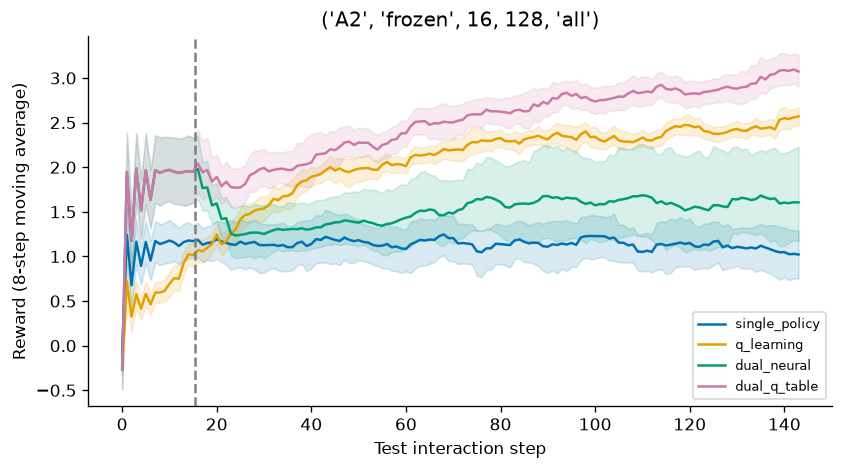 ('A2', 'frozen', 16, 128, 'all')
Reward (8-step moving average)
3.0
2.5
2.0
1.5
1.0
0.5
0.0
−0.5
0 20 40 60 80 100 120 140
Test interaction step
single_policy
q_learning
dual_neural
dual_q_table